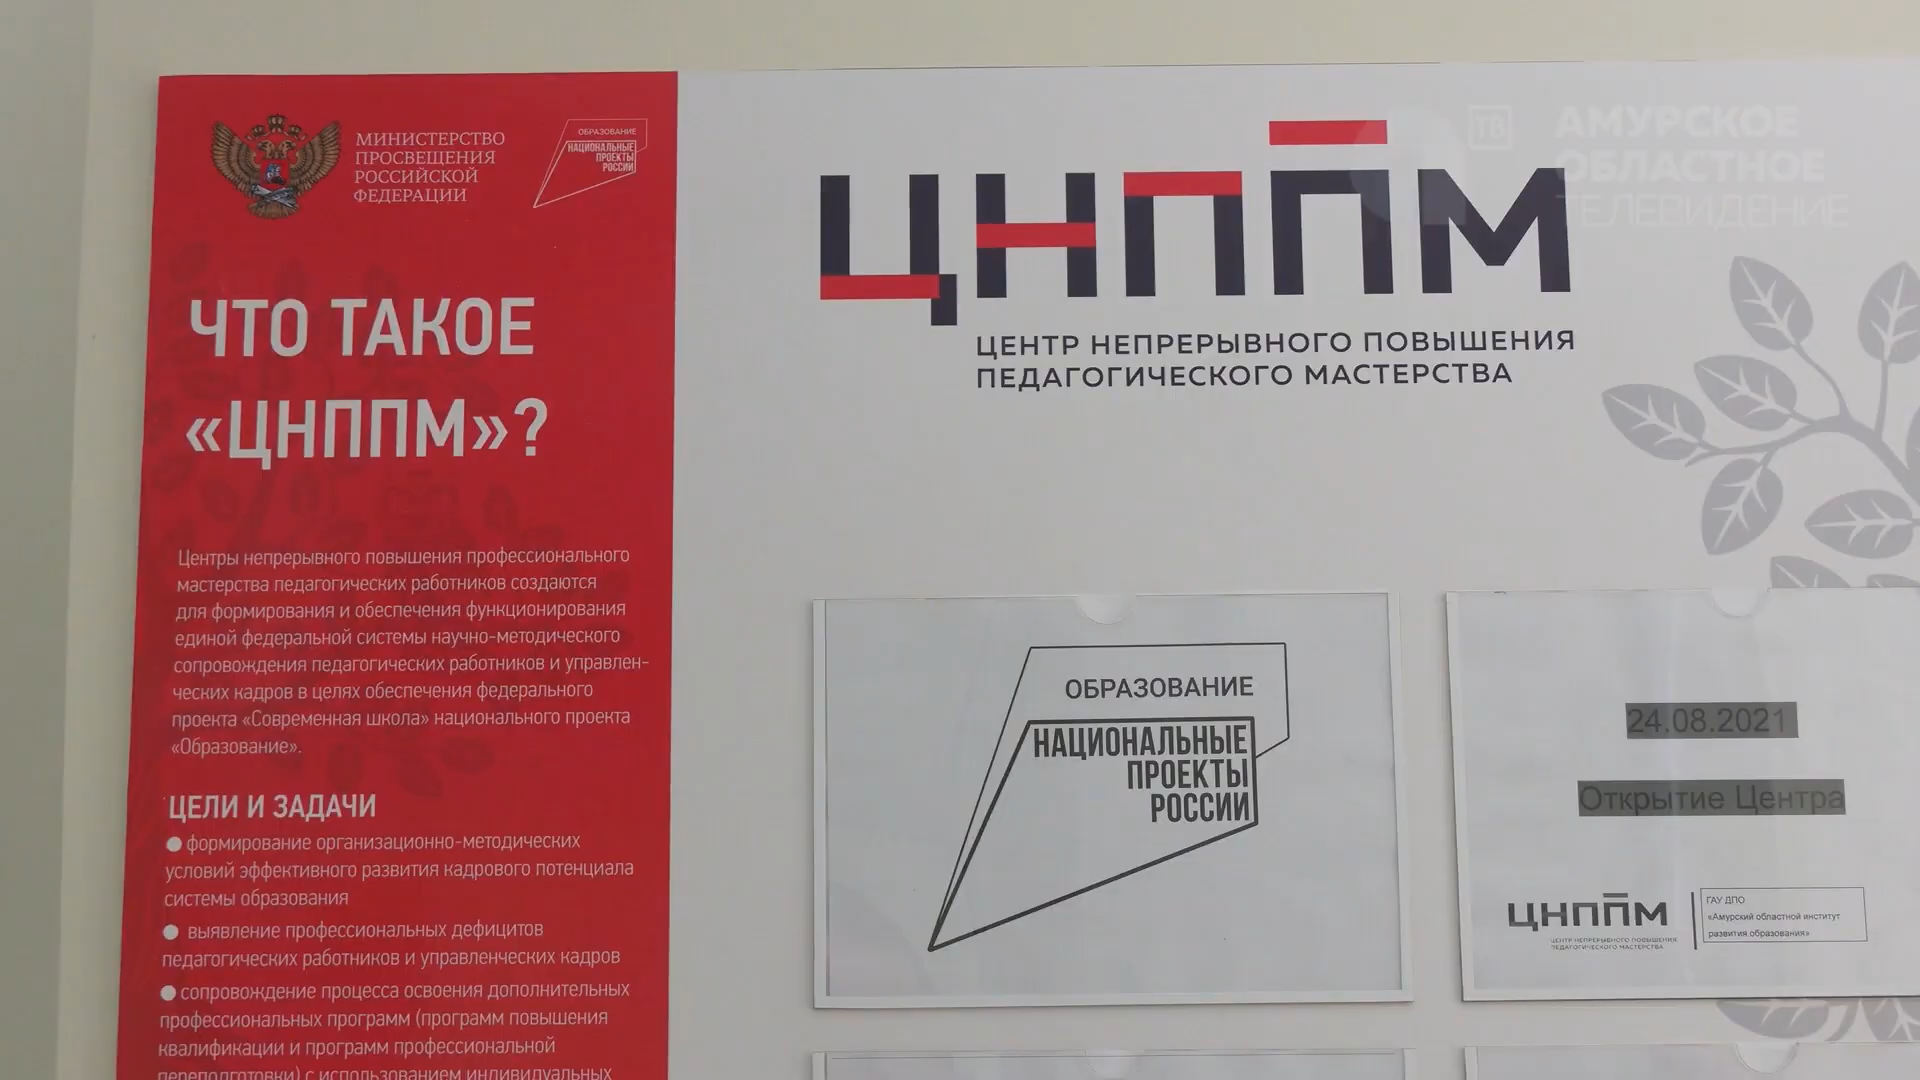 МИНИСТЕРСТВО
ПРОСВЕЩЕНИЯ
РОССИЙСКОЙ
ФЕДЕРАЦИИ
ОБРАЗОВАНИЕ
НАЦИОНАЛЬНЫЕ
ПРОЕКТЫ
РОССИИ
ЧТО ТАКОЕ
«ЦНППМ»?
Центры непрерывного повышения профессионального
мастерства педагогических работников создаются
для формирования и обеспечения функционирования
единой федеральной системы научно-методического
сопровождения педагогических работников и управлен-
ческих кадров в целях обеспечения федерального
проекта «Современная школа» национального проекта
«Образование».
ЦЕЛИ И ЗАДАЧИ
● формирование организационно-методических
условий эффективного развития кадрового потенциала
системы образования
● выявление профессиональных дефицитов
педагогических работников и управленческих кадров
● сопровождение процесса освоения дополнительных
профессиональных программ (программ повышения
квалификации и программ профессиональной
переподготовки) с использованием индивидуальных
ЦНППМ
ЦЕНТР НЕПРЕРЫВНОГО ПОВЫШЕНИЯ
ПЕДАГОГИЧЕСКОГО МАСТЕРСТВА
ТВ
АМУРСКОЕ
ОБЛАСТНОЕ
ТЕЛЕВИДЕНИЕ
ОБРАЗОВАНИЕ
НАЦИОНАЛЬНЫЕ
ПРОЕКТЫ
РОССИИ
24.08.2021
Открытие Центра
ЦНППМ
ЦЕНТР НЕПРЕРЫВНОГО ПОВЫШЕНИЯ
ПЕДАГОГИЧЕСКОГО МАСТЕРСТВА
ГАУ ДПО
«Амурский областной институт
развития образования»